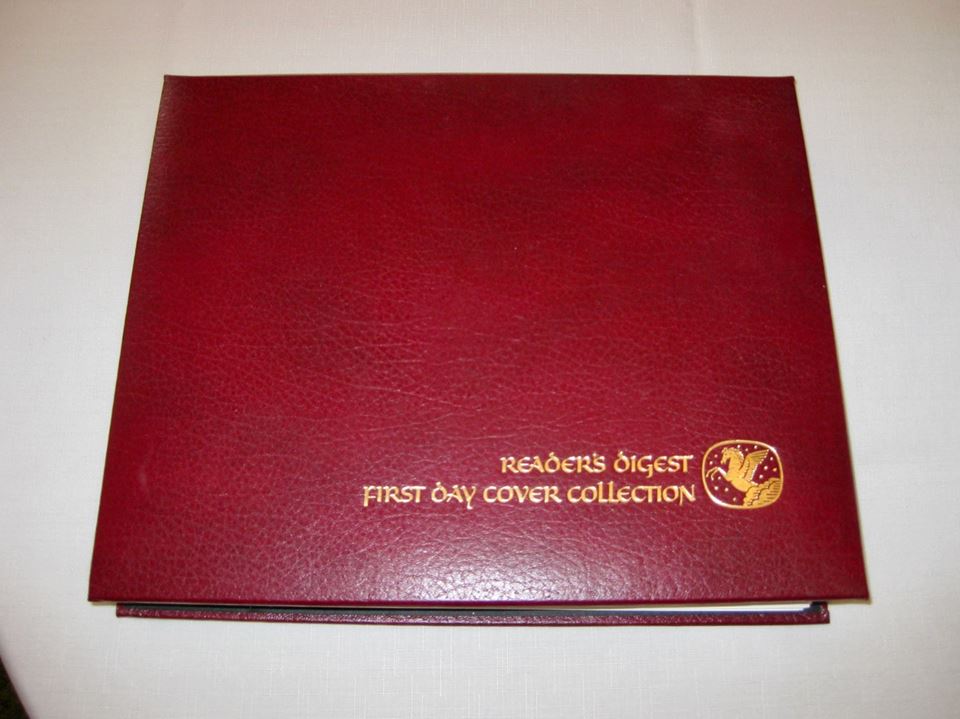 READER'S DIGEST
FIRST DAY COVER COLLECTION